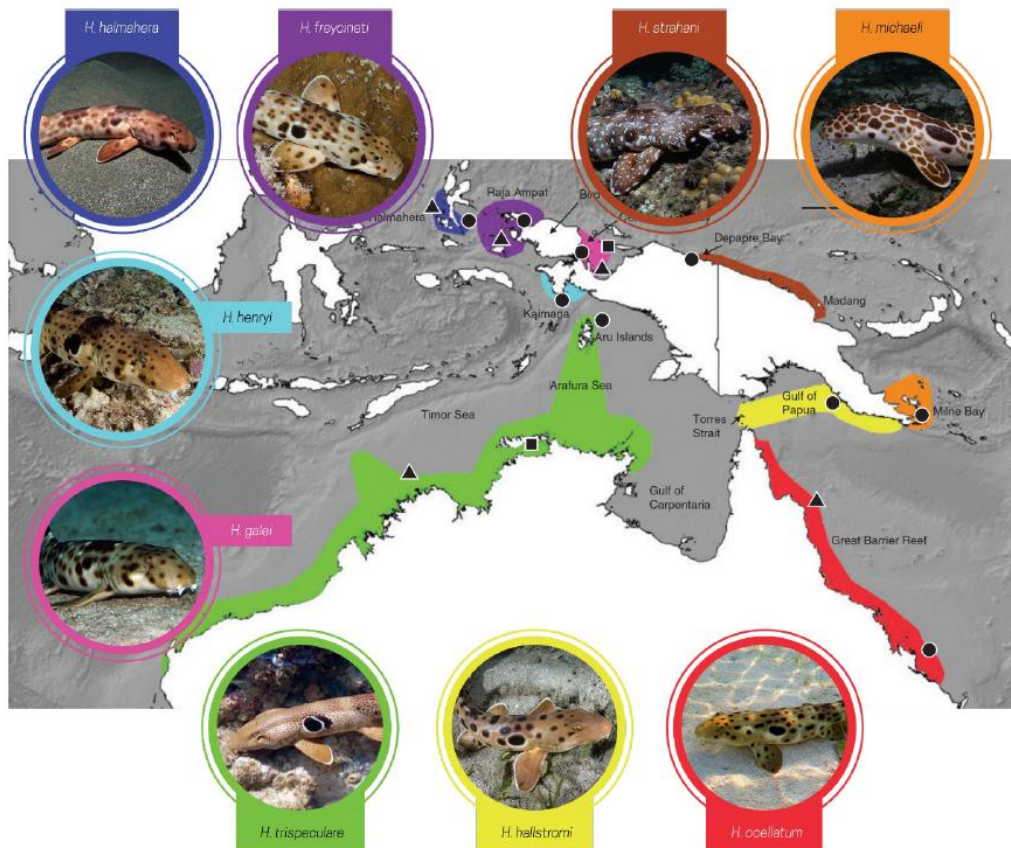 H. halmahera
H. freycineti
H. strahani
H. michaeli
Raja Ampat
Halmahera
Depapre Bay
H. henryi
Kaimana
Madang
Aru Islands
Arafura Sea
Timor Sea
Gulf of
Papua
Milne Bay
Torres
Strait
H. galei
Gulf of
Carpentaria
Great Barrier Reef
H. trispeculare
H. hallstromi
H. ocellatum